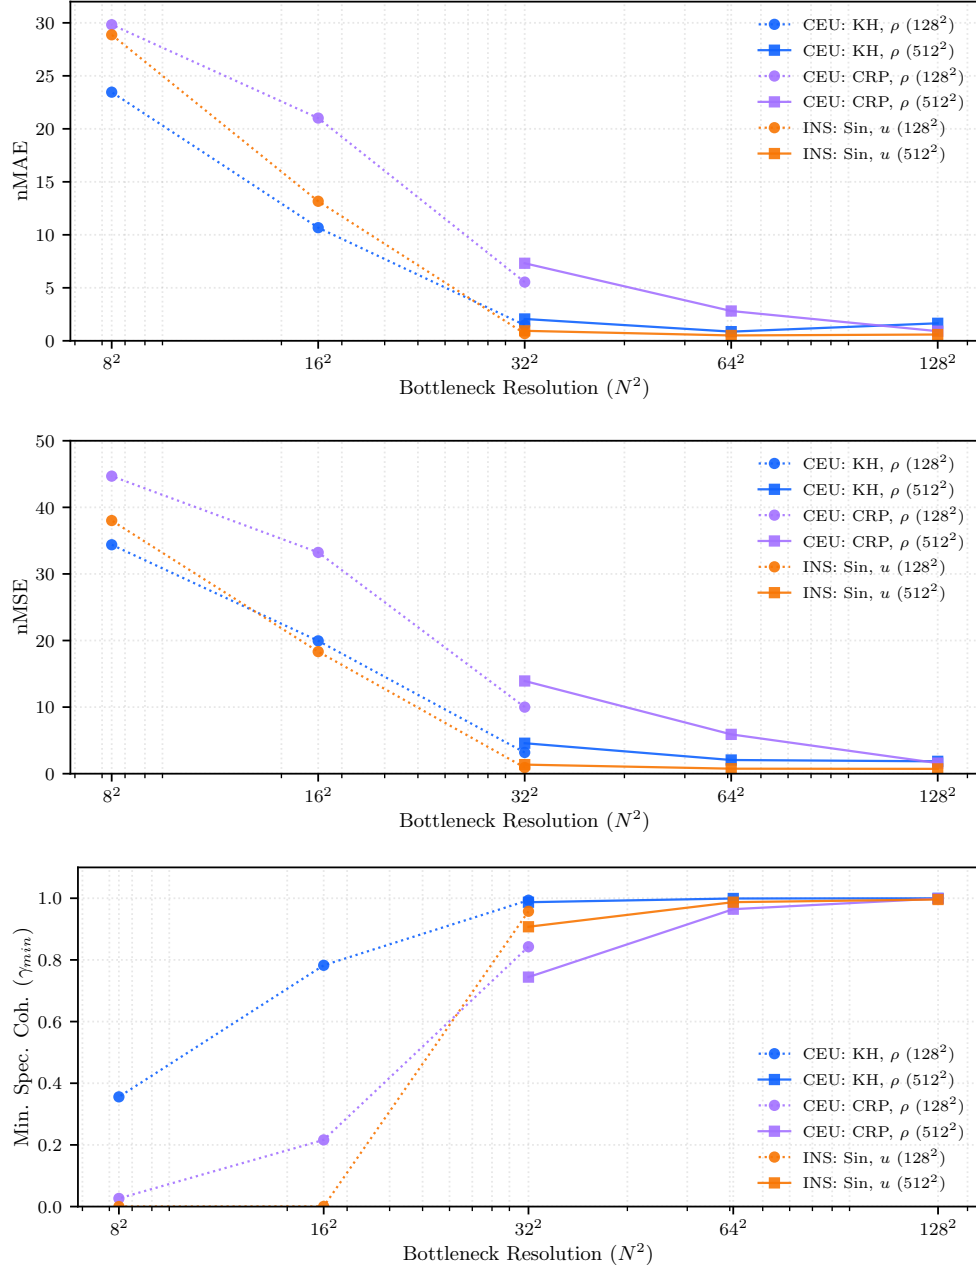 30
25
20
15
10
5
0
nMAE
CEU: KH, ρ (128²)
CEU: KH, ρ (512²)
CEU: CRP, ρ (128²)
CEU: CRP, ρ (512²)
INS: Sin, u (128²)
INS: Sin, u (512²)
8² 16² 32² 64² 128²
Bottleneck Resolution (N²)
50
40
30
20
10
0
nMSE
CEU: KH, ρ (128²)
CEU: KH, ρ (512²)
CEU: CRP, ρ (128²)
CEU: CRP, ρ (512²)
INS: Sin, u (128²)
INS: Sin, u (512²)
8² 16² 32² 64² 128²
Bottleneck Resolution (N²)
1.0
0.8
0.6
0.4
0.2
0.0
Min. Spec. Coh. (γ_min)
CEU: KH, ρ (128²)
CEU: KH, ρ (512²)
CEU: CRP, ρ (128²)
CEU: CRP, ρ (512²)
INS: Sin, u (128²)
INS: Sin, u (512²)
8² 16² 32² 64² 128²
Bottleneck Resolution (N²)